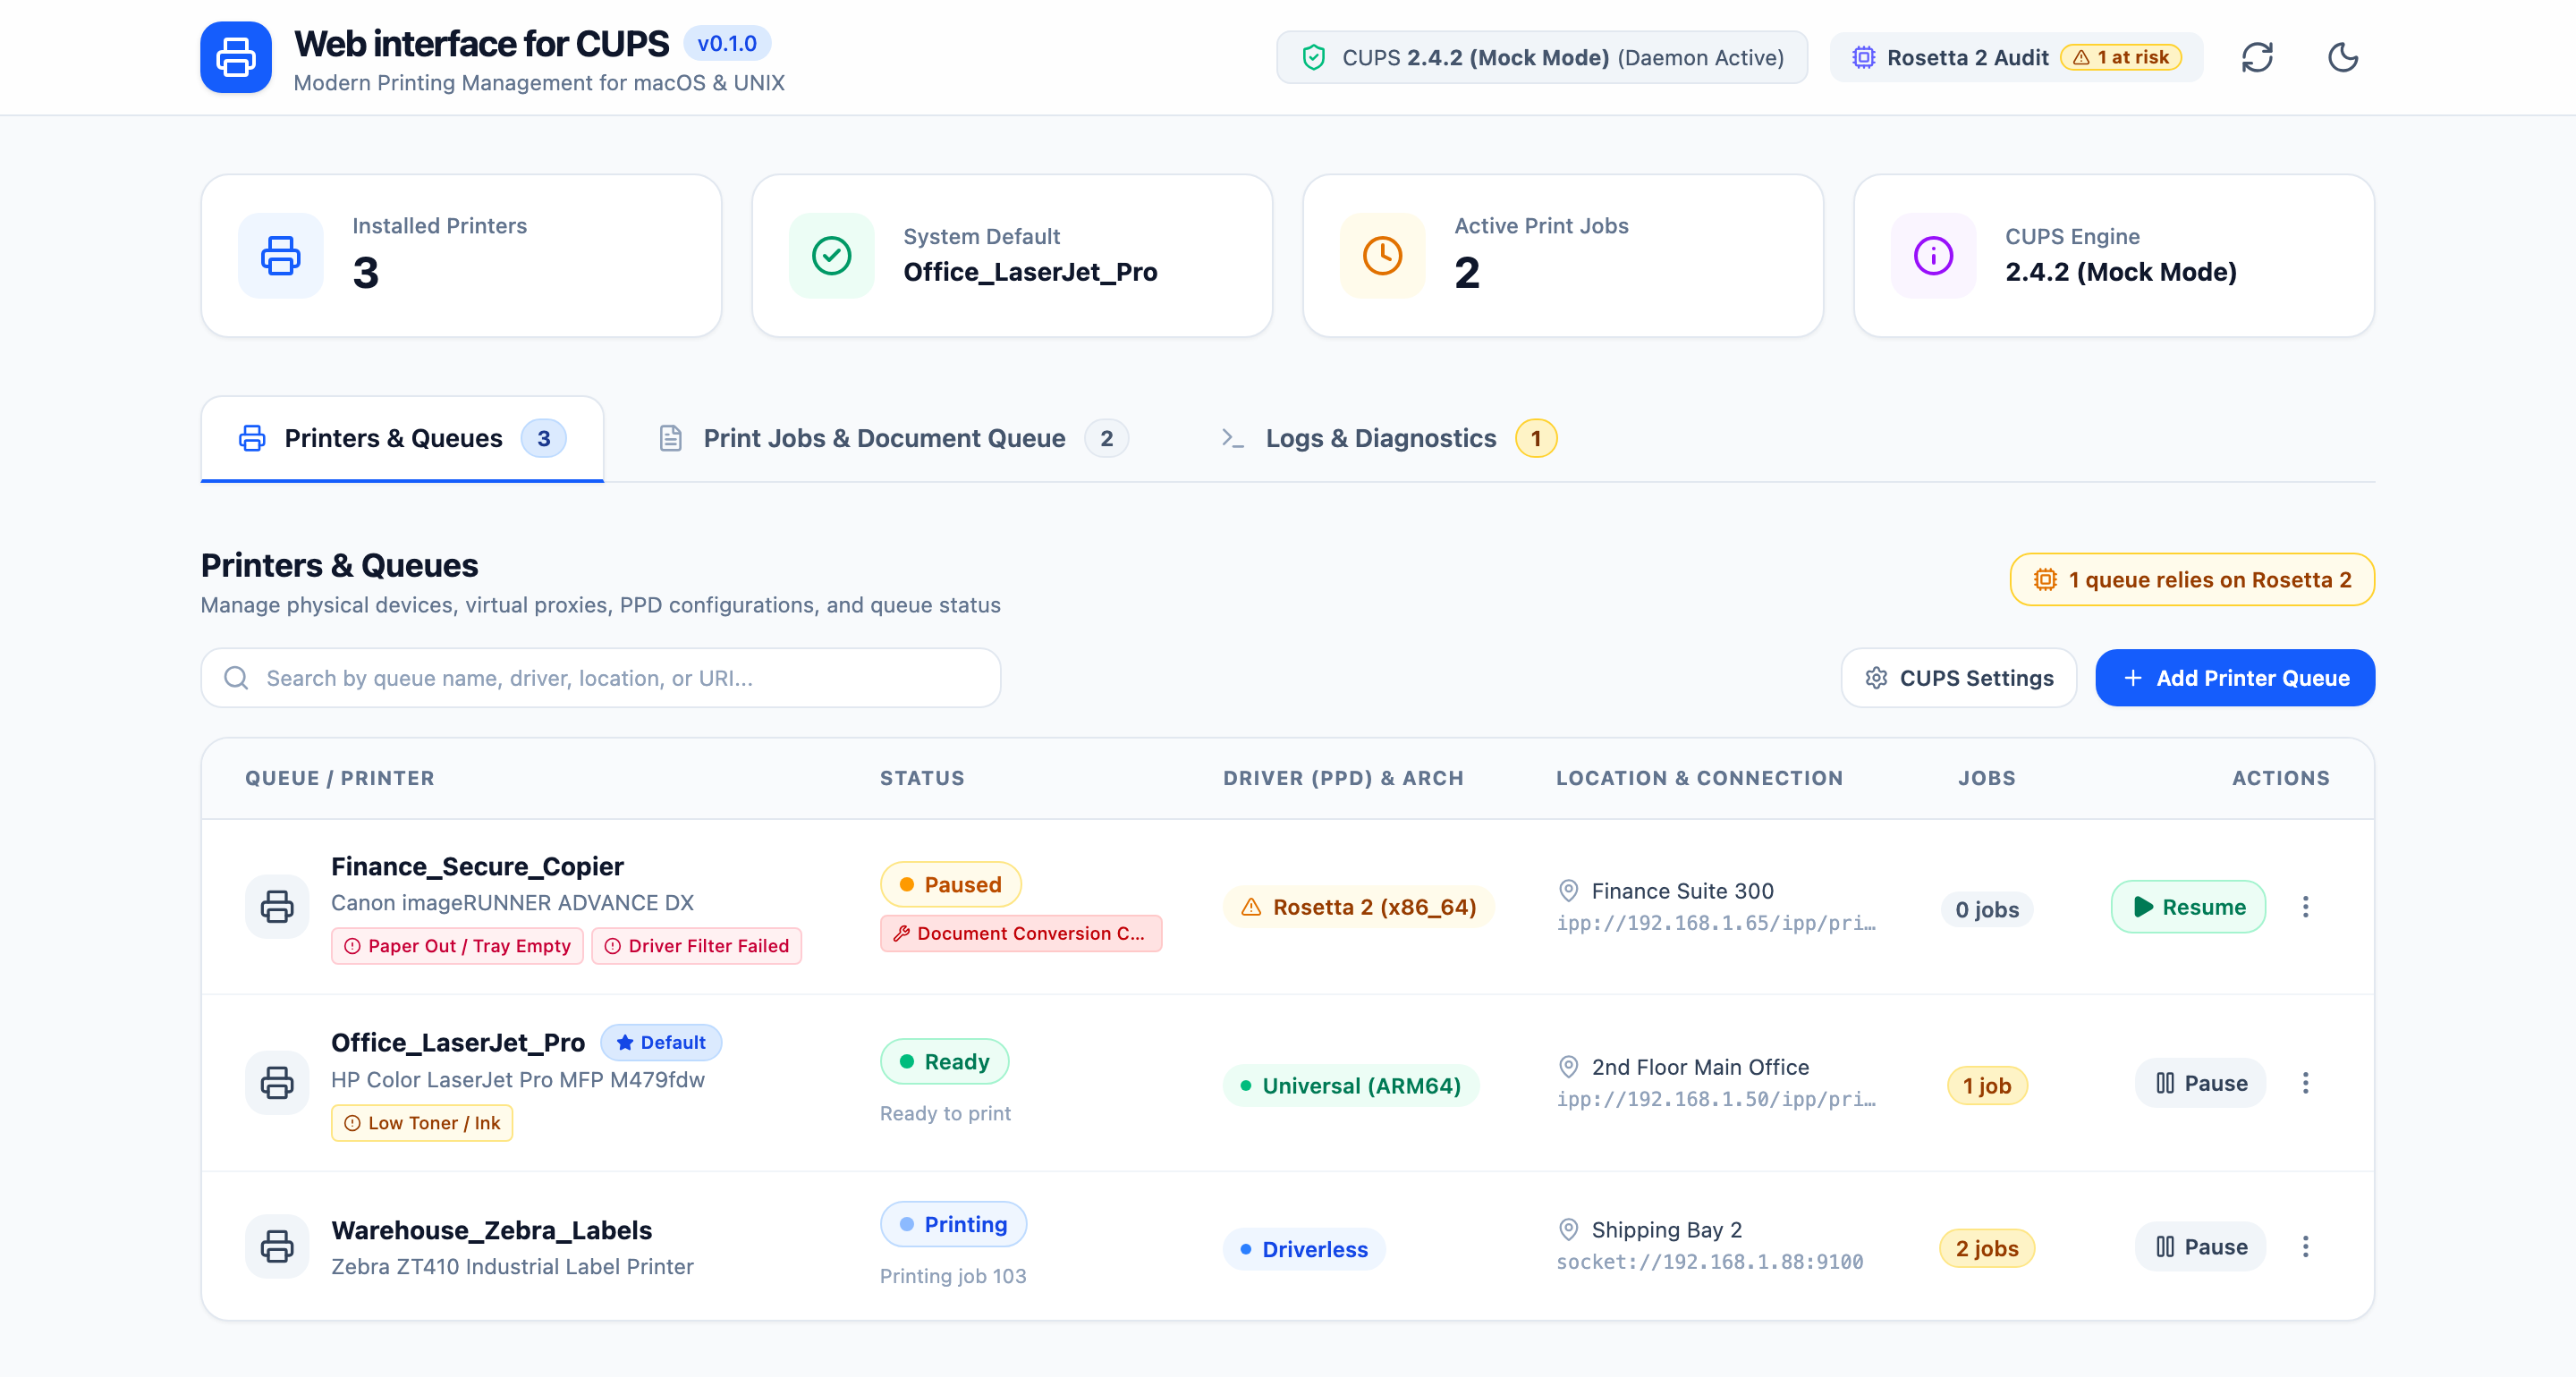 Web interface for CUPS v0.1.0
Modern Printing Management for macOS & UNIX
CUPS 2.4.2 (Mock Mode) (Daemon Active)
Rosetta 2 Audit 1 at risk
Installed Printers
3
System Default
Office_LaserJet_Pro
Active Print Jobs
2
CUPS Engine
2.4.2 (Mock Mode)
Printers & Queues 3
Print Jobs & Document Queue 2
Logs & Diagnostics 1
Printers & Queues
Manage physical devices, virtual proxies, PPD configurations, and queue status
1 queue relies on Rosetta 2
Search by queue name, driver, location, or URI...
CUPS Settings
Add Printer Queue
QUEUE / PRINTER STATUS DRIVER (PPD) & ARCH LOCATION & CONNECTION JOBS ACTIONS
Finance_Secure_Copier
Canon imageRUNNER ADVANCE DX
Paper Out / Tray Empty Driver Filter Failed
Paused
Document Conversion C...
Rosetta 2 (x86_64)
Finance Suite 300
ipp://192.168.1.65/ipp/pri…
0 jobs
Resume
Office_LaserJet_Pro Default
HP Color LaserJet Pro MFP M479fdw
Low Toner / Ink
Ready
Ready to print
Universal (ARM64)
2nd Floor Main Office
ipp://192.168.1.50/ipp/pri…
1 job
Pause
Warehouse_Zebra_Labels
Zebra ZT410 Industrial Label Printer
Printing
Printing job 103
Driverless
Shipping Bay 2
socket://192.168.1.88:9100
2 jobs
Pause